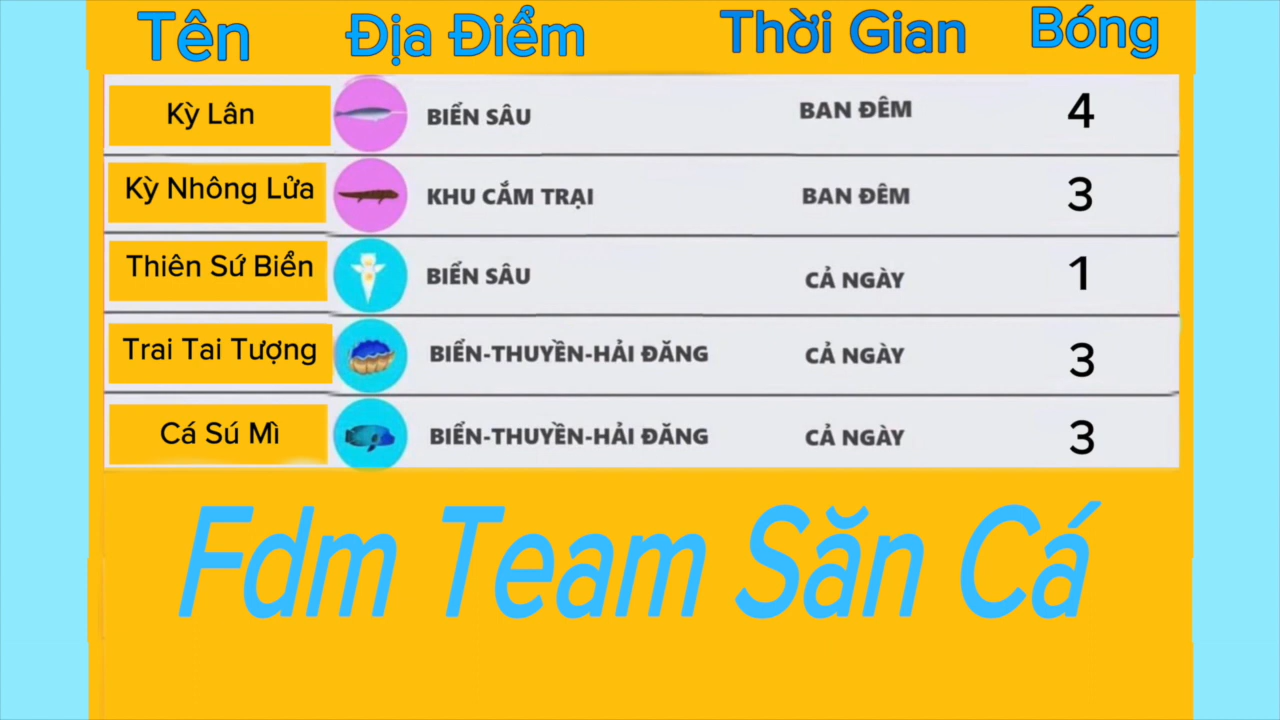 Tên Địa Điểm Thời Gian Bóng
Kỳ Lân BIỂN SÂU BAN ĐÊM 4
Kỳ Nhông Lửa KHU CẮM TRẠI BAN ĐÊM 3
Thiên Sứ Biển BIỂN SÂU CẢ NGÀY 1
Trai Tai Tượng BIỂN-THUYỀN-HẢI ĐĂNG CẢ NGÀY 3
Cá Sú Mì BIỂN-THUYỀN-HẢI ĐĂNG CẢ NGÀY 3
Fdm Team Săn Cá